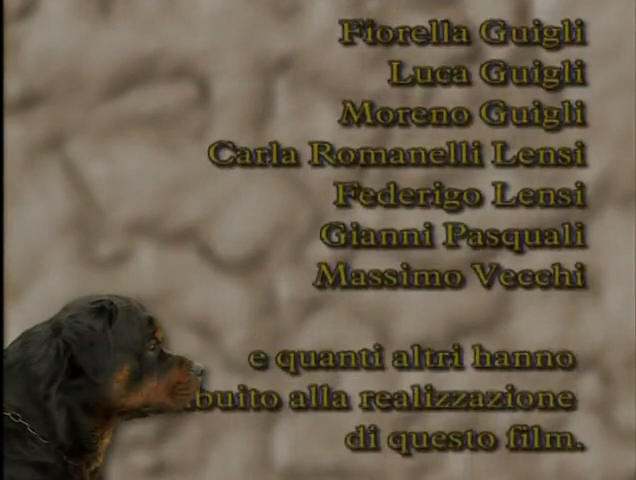 Fiorella Guigli
Luca Guigli
Moreno Guigli
Carla Romanelli Lensi
Federigo Lensi
Gianni Pasquali
Massimo Vecchi
e quanti altri hanno
buito alla realizzazione
di questo film.